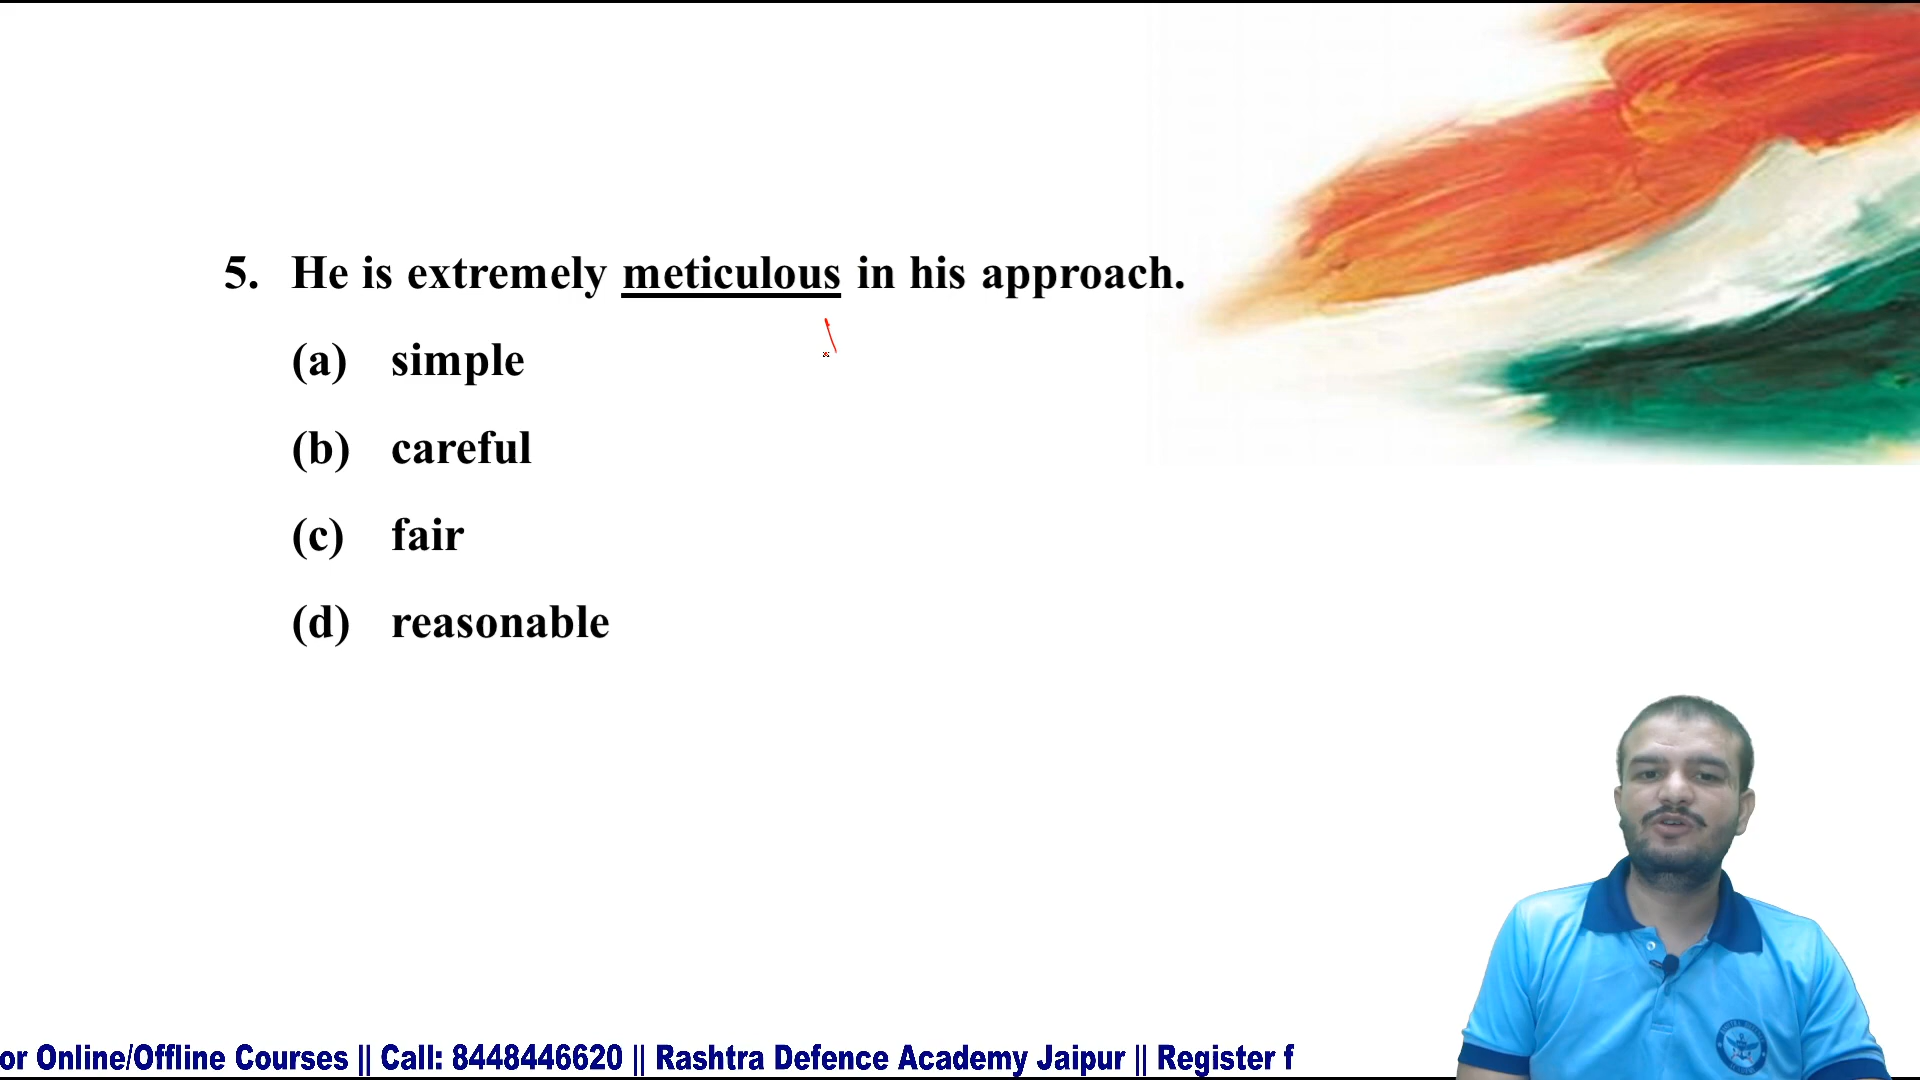 5. He is extremely meticulous in his approach.
(a) simple
(b) careful
(c) fair
(d) reasonable
or Online/Offline Courses || Call: 8448446620 || Rashtra Defence Academy Jaipur || Register f